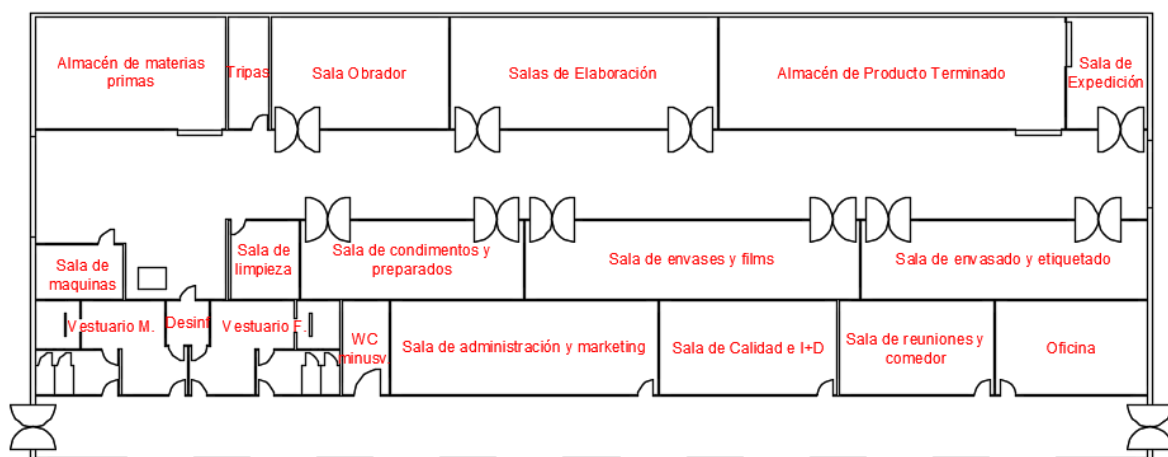 Almacén de materias
primas
Tripas
Sala Obrador
Salas de Elaboración
Almacén de Producto Terminado
Sala de
Expedición
Sala de
maquinas
Sala de
limpieza
Sala de condimentos y
preparados
Sala de envases y films
Sala de envasado y etiquetado
Vestuario M.
Desinf
Vestuario F.
WC
minusv.
Sala de administración y marketing
Sala de Calidad e I+D
Sala de reuniones y
comedor
Oficina